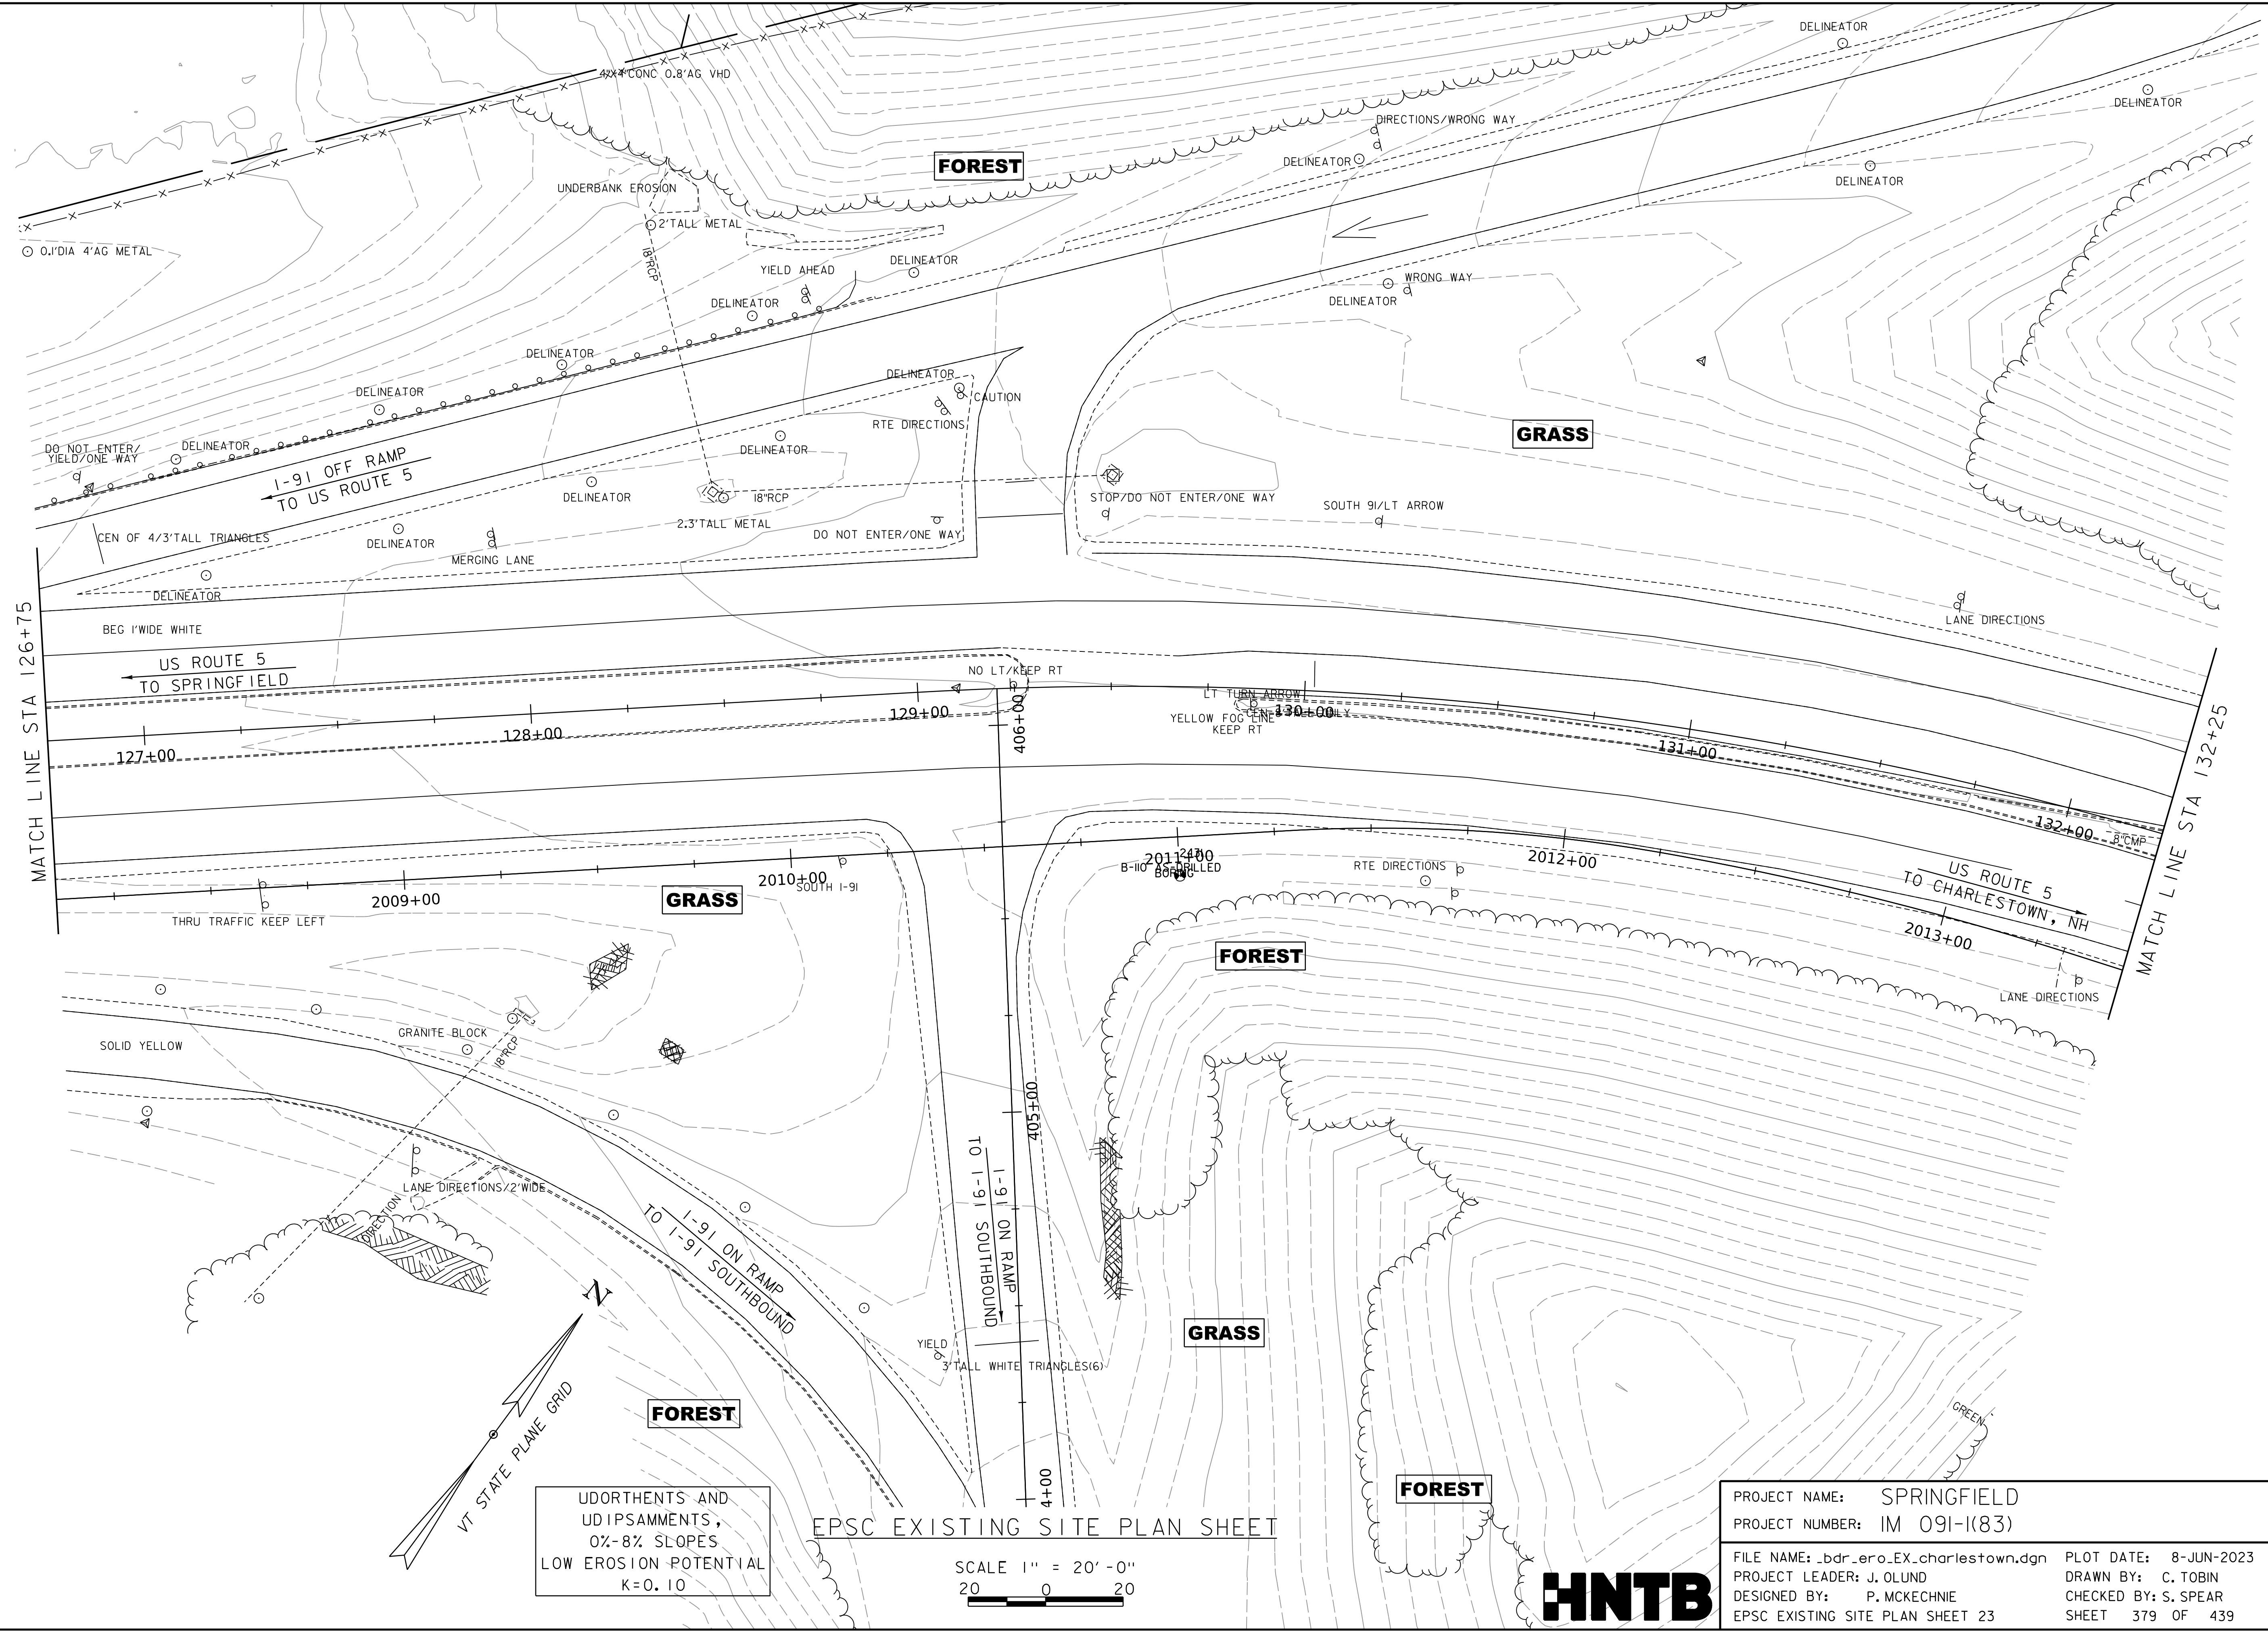 DELINEATOR
4"X4"CONC 0.8'AG VHD
DELINEATOR
DIRECTIONS/WRONG WAY
DELINEATOR
FOREST
DELINEATOR
UNDERBANK EROSION
2'TALL METAL
0.1'DIA 4'AG METAL
18"RCP
YIELD AHEAD
DELINEATOR
DELINEATOR
WRONG WAY
DELINEATOR
DELINEATOR
DELINEATOR
DELINEATOR
CAUTION
RTE DIRECTIONS
GRASS
DO NOT ENTER/
YIELD/ONE WAY
DELINEATOR
DELINEATOR
I-91 OFF RAMP
TO US ROUTE 5
DELINEATOR
18"RCP
STOP/DO NOT ENTER/ONE WAY
SOUTH 91/LT ARROW
2.3'TALL METAL
CEN OF 4/3'TALL TRIANGLES
DELINEATOR
DO NOT ENTER/ONE WAY
MERGING LANE
DELINEATOR
LANE DIRECTIONS
BEG 1'WIDE WHITE
MATCH LINE STA 126+75
US ROUTE 5
TO SPRINGFIELD
NO LT/KEEP RT
LT TURN ARROW
YELLOW FOG LINE
KEEP RT
127+00
128+00
129+00
406+00
130+00
131+00
132+00
8"CMP
MATCH LINE STA 132+25
2011+00
243
B-110 AS-DRILLED
BORING
RTE DIRECTIONS
2012+00
US ROUTE 5
TO CHARLESTOWN, NH
2010+00
SOUTH I-91
2009+00
GRASS
THRU TRAFFIC KEEP LEFT
2013+00
FOREST
LANE DIRECTIONS
GRANITE BLOCK
SOLID YELLOW
18"RCP
405+00
LANE DIRECTIONS/2'WIDE
DIRECTION
I-91 ON RAMP
TO I-91 SOUTHBOUND
I-91 ON RAMP
TO I-91 SOUTHBOUND
N
VT STATE PLANE GRID
GRASS
YIELD
3'TALL WHITE TRIANGLES(6)
FOREST
GREEN
FOREST
4+00
UDORTHENTS AND
UDIPSAMMENTS,
0%-8% SLOPES
LOW EROSION POTENTIAL
K=0.10
EPSC EXISTING SITE PLAN SHEET
SCALE 1" = 20'-0"
20 0 20
HNTB
PROJECT NAME: SPRINGFIELD
PROJECT NUMBER: IM 091-1(83)
FILE NAME: _bdr_ero_EX_charlestown.dgn PLOT DATE: 8-JUN-2023
PROJECT LEADER: J. OLUND DRAWN BY: C. TOBIN
DESIGNED BY: P. MCKECHNIE CHECKED BY: S. SPEAR
EPSC EXISTING SITE PLAN SHEET 23 SHEET 379 OF 439